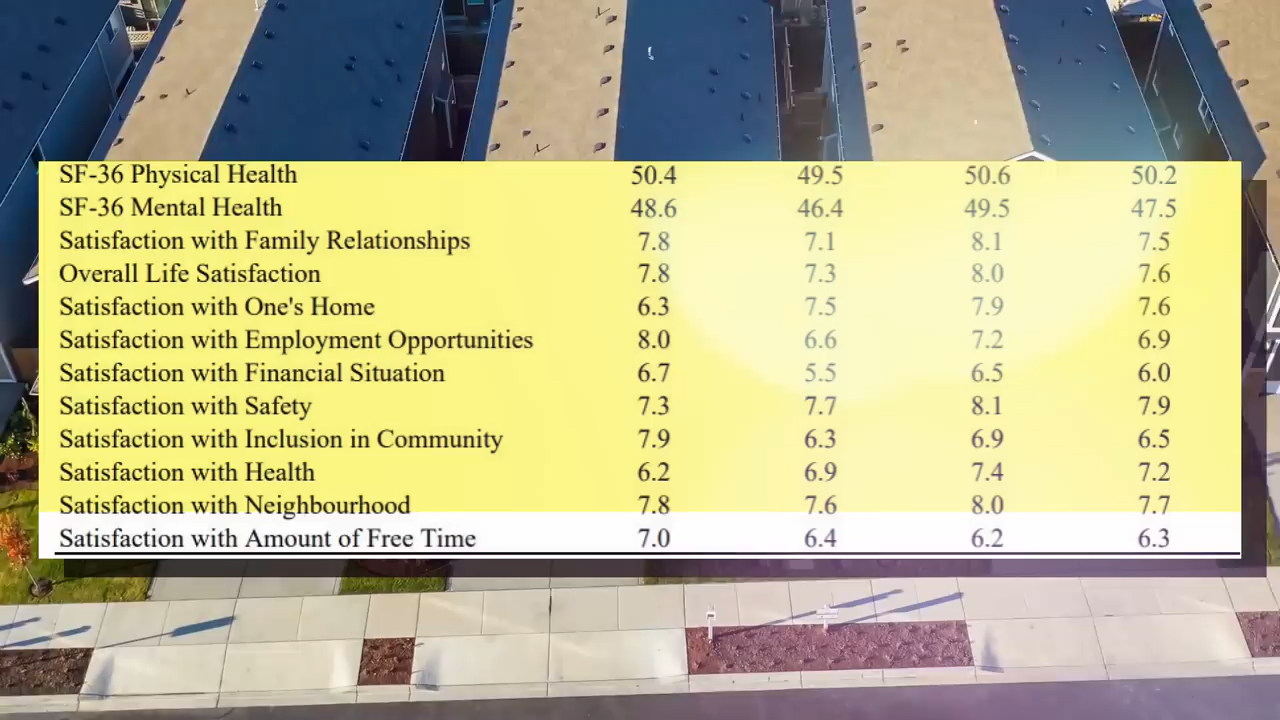 SF-36 Physical Health 50.4 49.5 50.6 50.2
SF-36 Mental Health 48.6 46.4 49.5 47.5
Satisfaction with Family Relationships 7.8 7.1 8.1 7.5
Overall Life Satisfaction 7.8 7.3 8.0 7.6
Satisfaction with One's Home 6.3 7.5 7.9 7.6
Satisfaction with Employment Opportunities 8.0 6.6 7.2 6.9
Satisfaction with Financial Situation 6.7 5.5 6.5 6.0
Satisfaction with Safety 7.3 7.7 8.1 7.9
Satisfaction with Inclusion in Community 7.9 6.3 6.9 6.5
Satisfaction with Health 6.2 6.9 7.4 7.2
Satisfaction with Neighbourhood 7.8 7.6 8.0 7.7
Satisfaction with Amount of Free Time 7.0 6.4 6.2 6.3